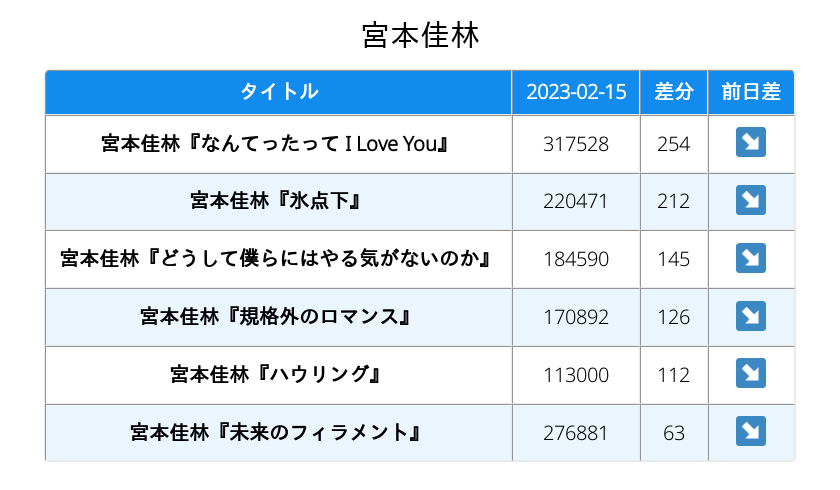 宮本佳林
タイトル 2023-02-15 差分 前日差
宮本佳林『なんてったって I Love You』 317528 254 ↘
宮本佳林『氷点下』 220471 212 ↘
宮本佳林『どうして僕らにはやる気がないのか』 184590 145 ↘
宮本佳林『規格外のロマンス』 170892 126 ↘
宮本佳林『ハウリング』 113000 112 ↘
宮本佳林『未来のフィラメント』 276881 63 ↘